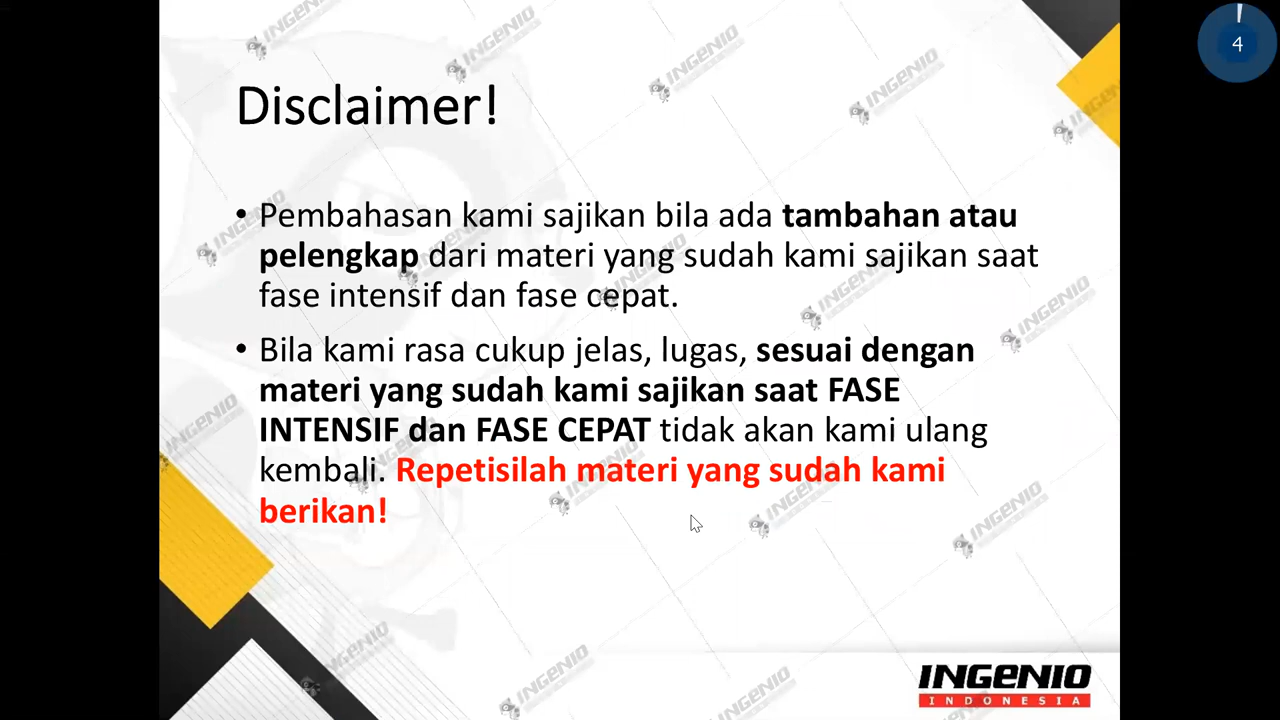 4
Disclaimer!
• Pembahasan kami sajikan bila ada tambahan atau
pelengkap dari materi yang sudah kami sajikan saat
fase intensif dan fase cepat.
• Bila kami rasa cukup jelas, lugas, sesuai dengan
materi yang sudah kami sajikan saat FASE
INTENSIF dan FASE CEPAT tidak akan kami ulang
kembali. Repetisilah materi yang sudah kami
berikan!
INGENIO
INDONESIA